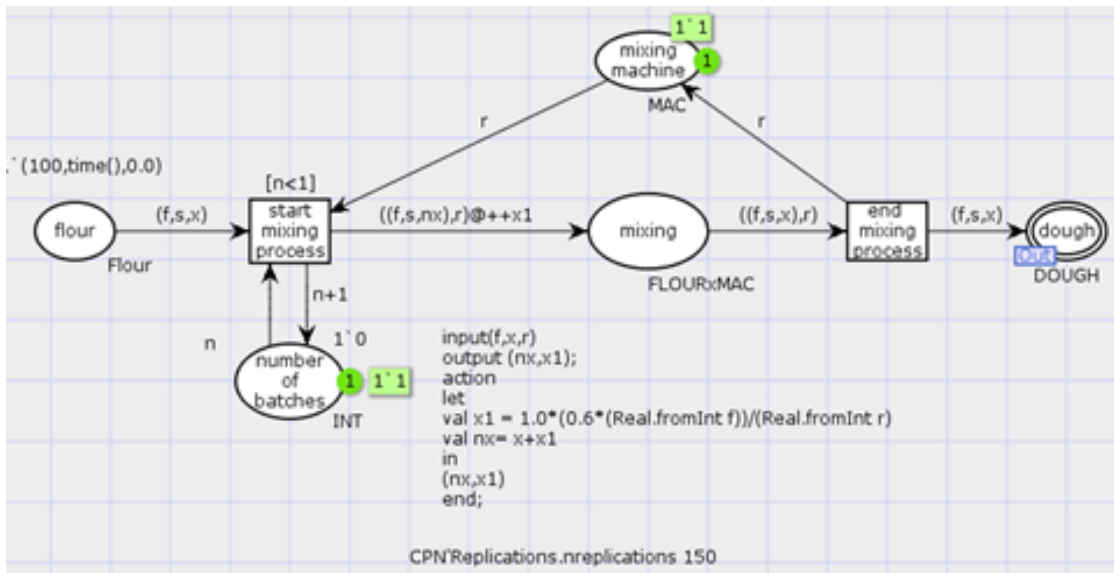 1`1
mixing
machine
1
MAC
r
r
`(100,time(),0.0)
[n<1]
flour
(f,s,x)
start
mixing
process
((f,s,nx),r)@++x1
mixing
((f,s,x),r)
end
mixing
process
(f,s,x)
dough
Out
Flour
FLOURxMAC
DOUGH
n+1
n
1`0
number
of
batches
1
1`1
INT
input(f,x,r)
output (nx,x1);
action
let
val x1 = 1.0*(0.6*(Real.fromInt f))/(Real.fromInt r)
val nx= x+x1
in
(nx,x1)
end;
CPN'Replications.nreplications 150